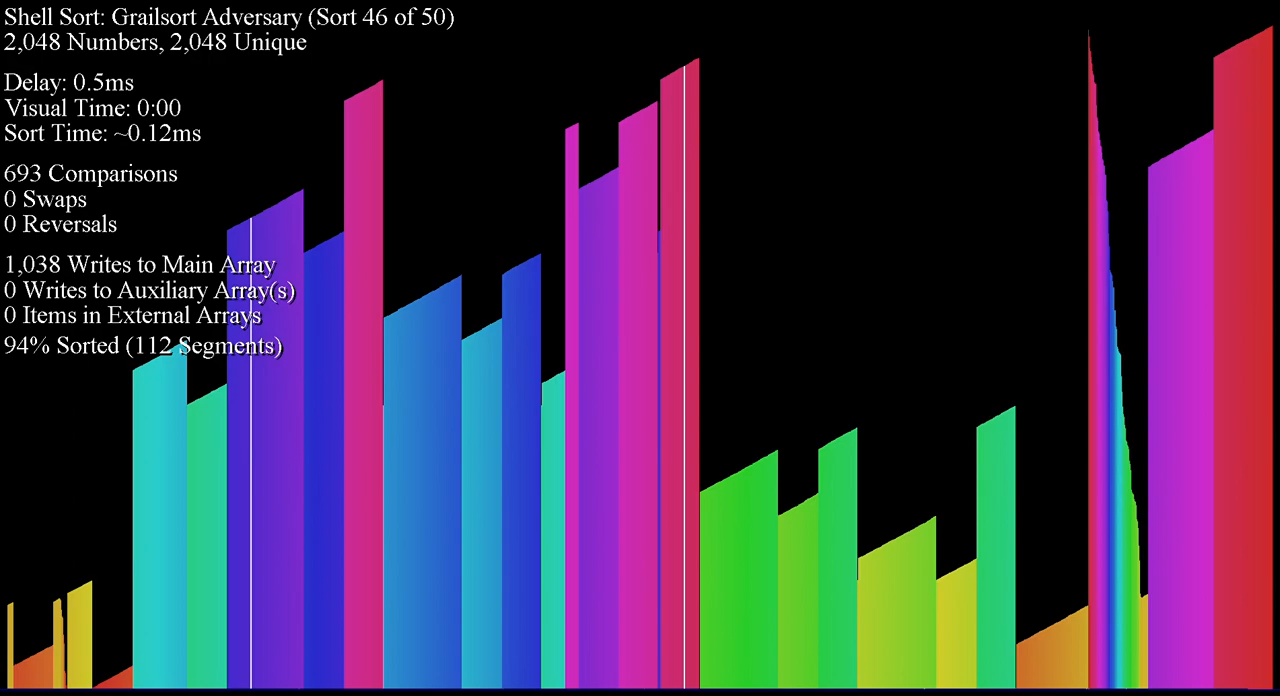 Shell Sort: Grailsort Adversary (Sort 46 of 50)
2,048 Numbers, 2,048 Unique
Delay: 0.5ms
Visual Time: 0:00
Sort Time: ~0.12ms
693 Comparisons
0 Swaps
0 Reversals
1,038 Writes to Main Array
0 Writes to Auxiliary Array(s)
0 Items in External Arrays
94% Sorted (112 Segments)